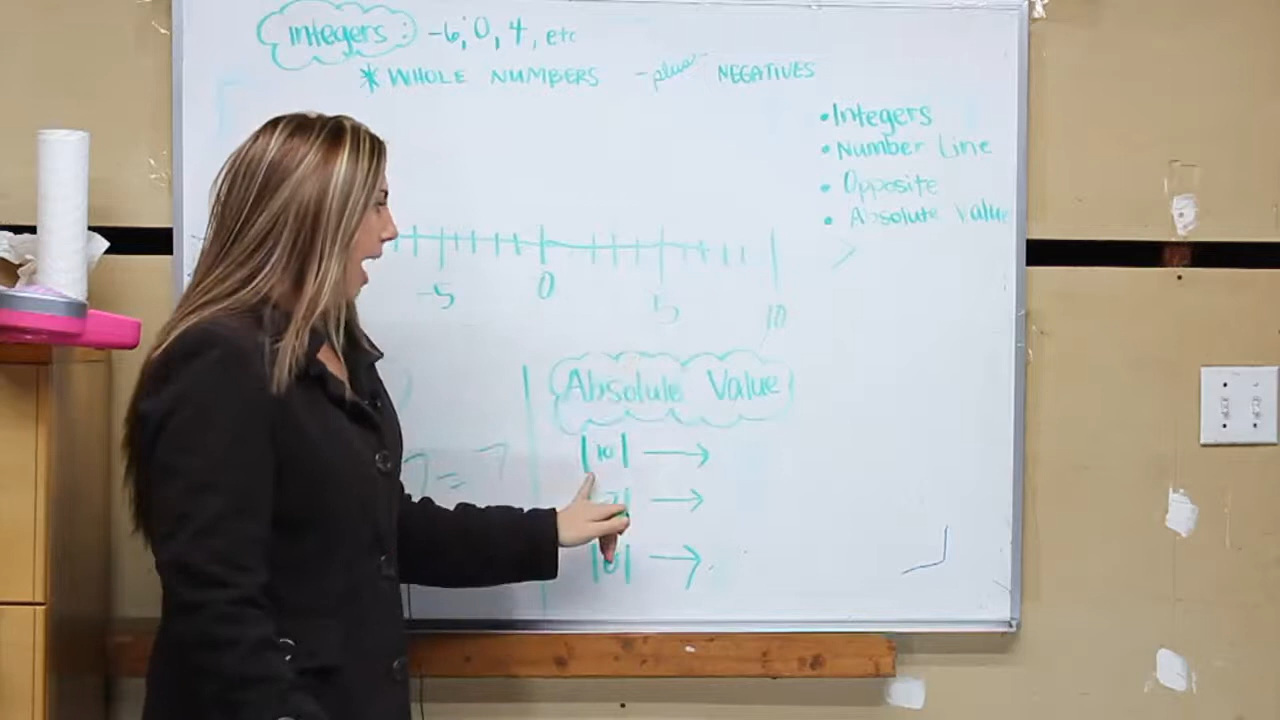 Integers: -6, 0, 4, etc
* WHOLE NUMBERS -plus- NEGATIVES
• Integers
• Number Line
• Opposite
• Absolute Value
-5 0 5 10
Absolute Value
|10| →
7 = 7
→
|0| →